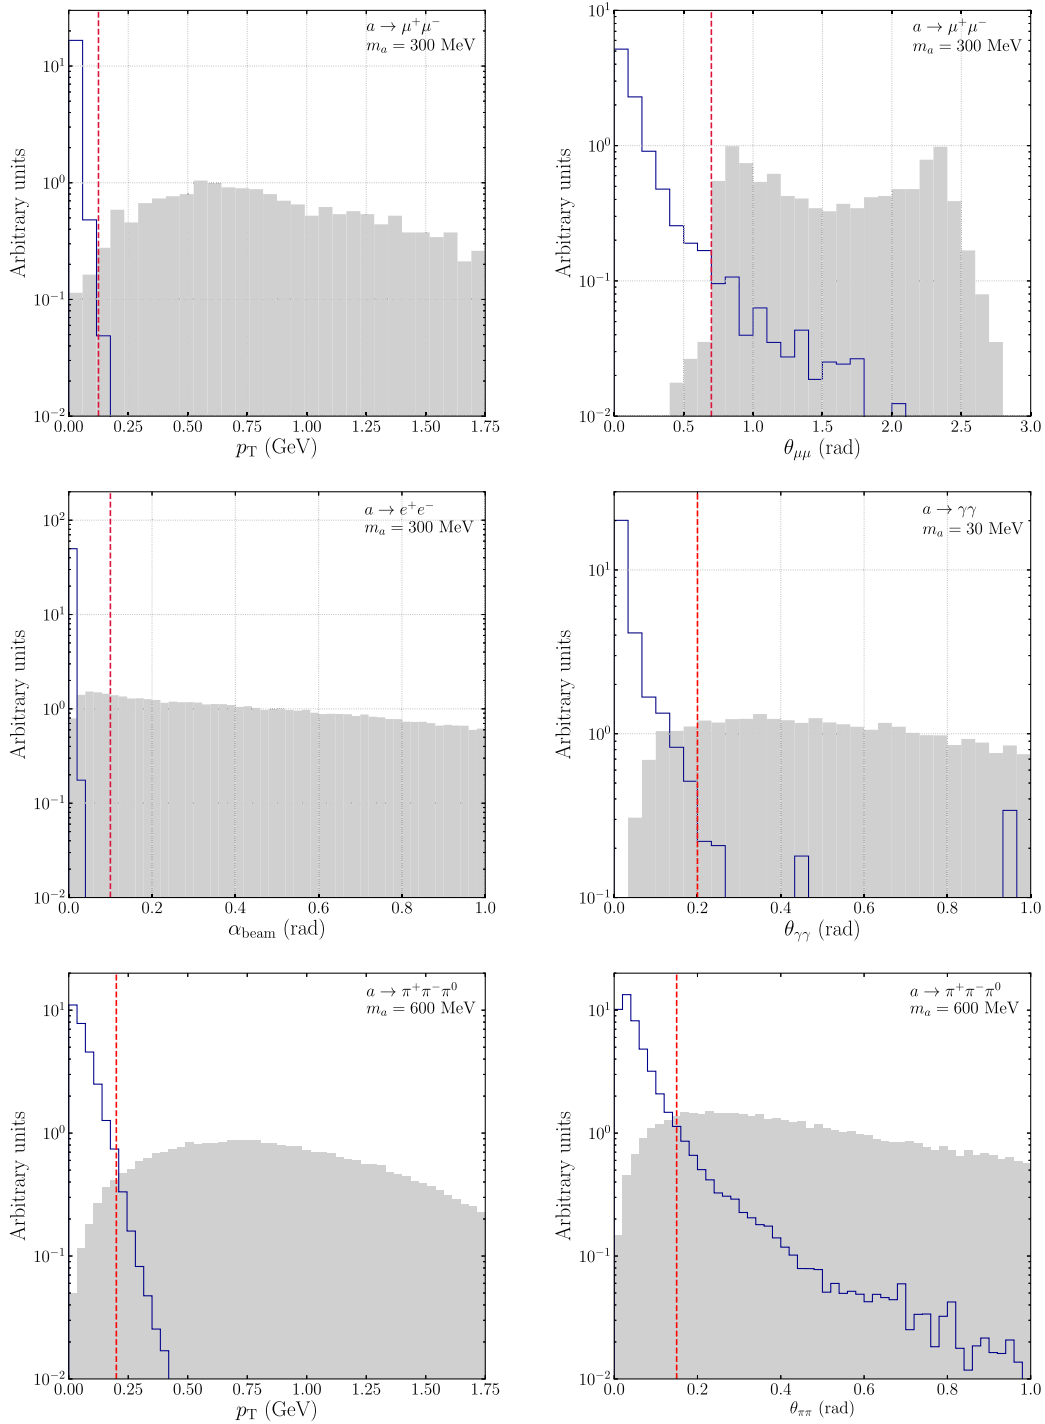 a → μ⁺μ⁻
m_a = 300 MeV
10¹
10⁰
10⁻¹
10⁻²
Arbitrary units
0.00 0.25 0.50 0.75 1.00 1.25 1.50 1.75
p_T (GeV)
a → μ⁺μ⁻
m_a = 300 MeV
10¹
10⁰
10⁻¹
10⁻²
Arbitrary units
0.0 0.5 1.0 1.5 2.0 2.5 3.0
θ_μμ (rad)
a → e⁺e⁻
m_a = 300 MeV
10²
10¹
10⁰
10⁻¹
10⁻²
Arbitrary units
0.0 0.2 0.4 0.6 0.8 1.0
α_beam (rad)
a → γγ
m_a = 30 MeV
10¹
10⁰
10⁻¹
Arbitrary units
0.0 0.2 0.4 0.6 0.8 1.0
θ_γγ (rad)
a → π⁺π⁻π⁰
m_a = 600 MeV
10¹
10⁰
10⁻¹
10⁻²
Arbitrary units
0.00 0.25 0.50 0.75 1.00 1.25 1.50 1.75
p_T (GeV)
a → π⁺π⁻π⁰
m_a = 600 MeV
10¹
10⁰
10⁻¹
10⁻²
Arbitrary units
0.0 0.2 0.4 0.6 0.8 1.0
θ_ππ (rad)